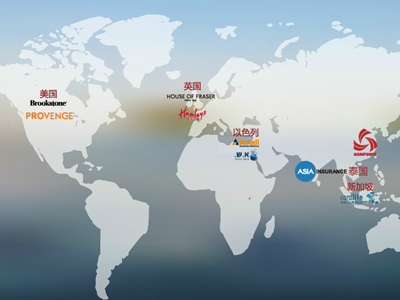 美国
Brookstone
PROVENGE
英国
HOUSE OF FRASER
Hamleys
以色列
SANPOWER
ASIA INSURANCE
泰国
新加坡
cordlife